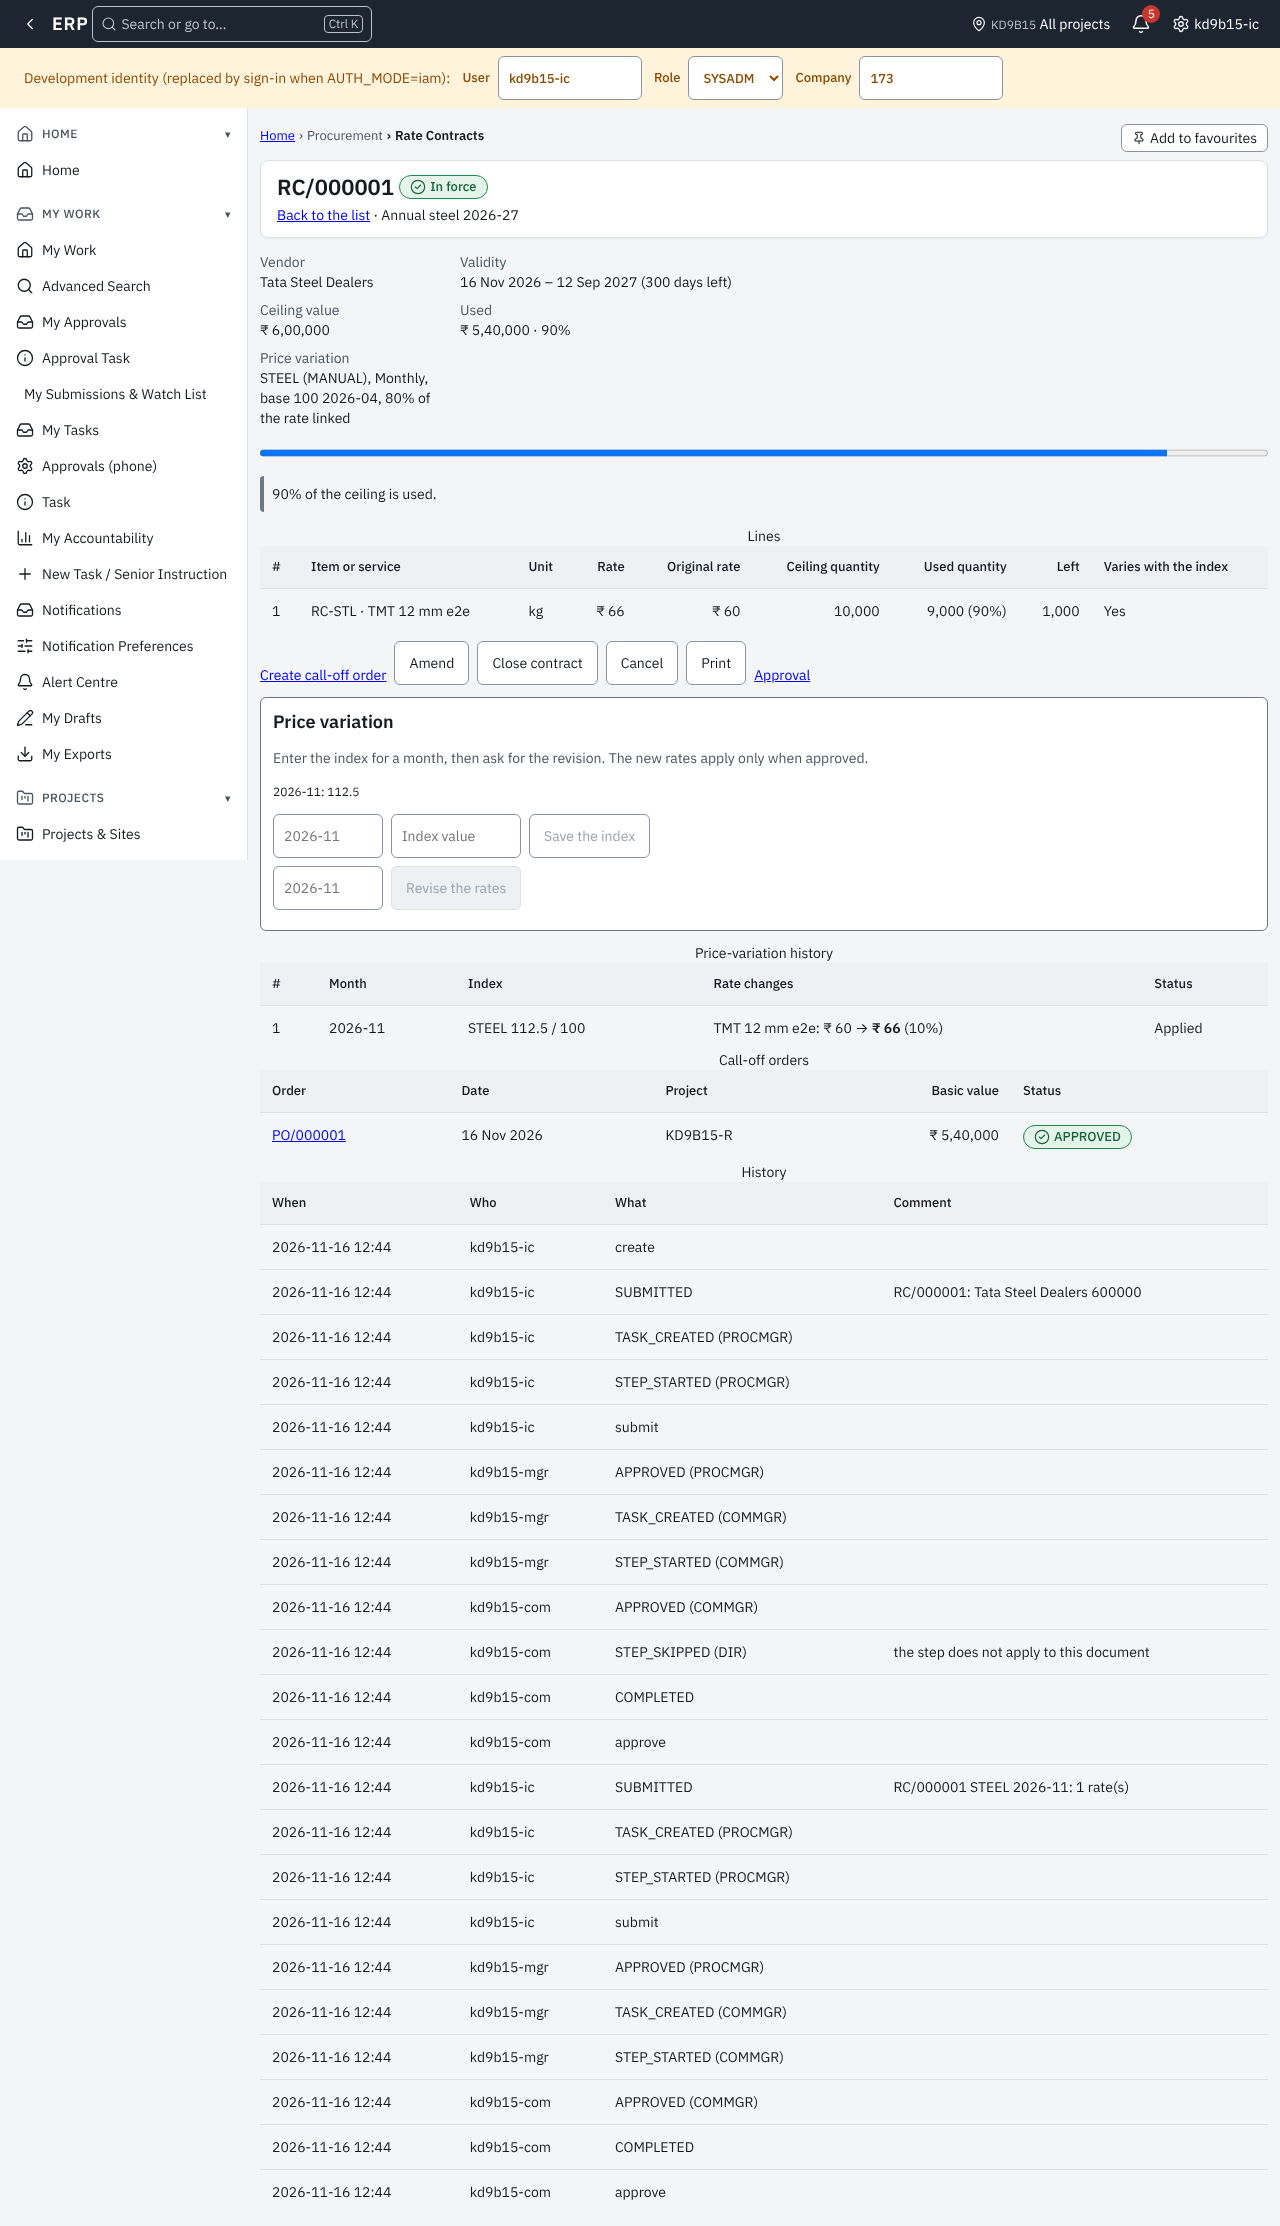 ERP Search or go to... Ctrl K KD9B15 All projects 5 kd9b15-ic
Development identity (replaced by sign-in when AUTH_MODE=iam): User kd9b15-ic Role SYSADM Company 173
HOME
Home
MY WORK
My Work
Advanced Search
My Approvals
Approval Task
My Submissions & Watch List
My Tasks
Approvals (phone)
Task
My Accountability
New Task / Senior Instruction
Notifications
Notification Preferences
Alert Centre
My Drafts
My Exports
PROJECTS
Projects & Sites
Home › Procurement › Rate Contracts
Add to favourites
RC/000001 In force
Back to the list · Annual steel 2026-27
Vendor
Tata Steel Dealers
Validity
16 Nov 2026 – 12 Sep 2027 (300 days left)
Ceiling value
₹ 6,00,000
Used
₹ 5,40,000 · 90%
Price variation
STEEL (MANUAL), Monthly,
base 100 2026-04, 80% of
the rate linked
90% of the ceiling is used.
Lines
# Item or service Unit Rate Original rate Ceiling quantity Used quantity Left Varies with the index
1 RC-STL · TMT 12 mm e2e kg ₹ 66 ₹ 60 10,000 9,000 (90%) 1,000 Yes
Create call-off order Amend Close contract Cancel Print Approval
Price variation
Enter the index for a month, then ask for the revision. The new rates apply only when approved.
2026-11: 112.5
2026-11 Index value Save the index
2026-11 Revise the rates
Price-variation history
# Month Index Rate changes Status
1 2026-11 STEEL 112.5 / 100 TMT 12 mm e2e: ₹ 60 → ₹ 66 (10%) Applied
Call-off orders
Order Date Project Basic value Status
PO/000001 16 Nov 2026 KD9B15-R ₹ 5,40,000 APPROVED
History
When Who What Comment
2026-11-16 12:44 kd9b15-ic create
2026-11-16 12:44 kd9b15-ic SUBMITTED RC/000001: Tata Steel Dealers 600000
2026-11-16 12:44 kd9b15-ic TASK_CREATED (PROCMGR)
2026-11-16 12:44 kd9b15-ic STEP_STARTED (PROCMGR)
2026-11-16 12:44 kd9b15-ic submit
2026-11-16 12:44 kd9b15-mgr APPROVED (PROCMGR)
2026-11-16 12:44 kd9b15-mgr TASK_CREATED (COMMGR)
2026-11-16 12:44 kd9b15-mgr STEP_STARTED (COMMGR)
2026-11-16 12:44 kd9b15-com APPROVED (COMMGR)
2026-11-16 12:44 kd9b15-com STEP_SKIPPED (DIR) the step does not apply to this document
2026-11-16 12:44 kd9b15-com COMPLETED
2026-11-16 12:44 kd9b15-com approve
2026-11-16 12:44 kd9b15-ic SUBMITTED RC/000001 STEEL 2026-11: 1 rate(s)
2026-11-16 12:44 kd9b15-ic TASK_CREATED (PROCMGR)
2026-11-16 12:44 kd9b15-ic STEP_STARTED (PROCMGR)
2026-11-16 12:44 kd9b15-ic submit
2026-11-16 12:44 kd9b15-mgr APPROVED (PROCMGR)
2026-11-16 12:44 kd9b15-mgr TASK_CREATED (COMMGR)
2026-11-16 12:44 kd9b15-mgr STEP_STARTED (COMMGR)
2026-11-16 12:44 kd9b15-com APPROVED (COMMGR)
2026-11-16 12:44 kd9b15-com COMPLETED
2026-11-16 12:44 kd9b15-com approve